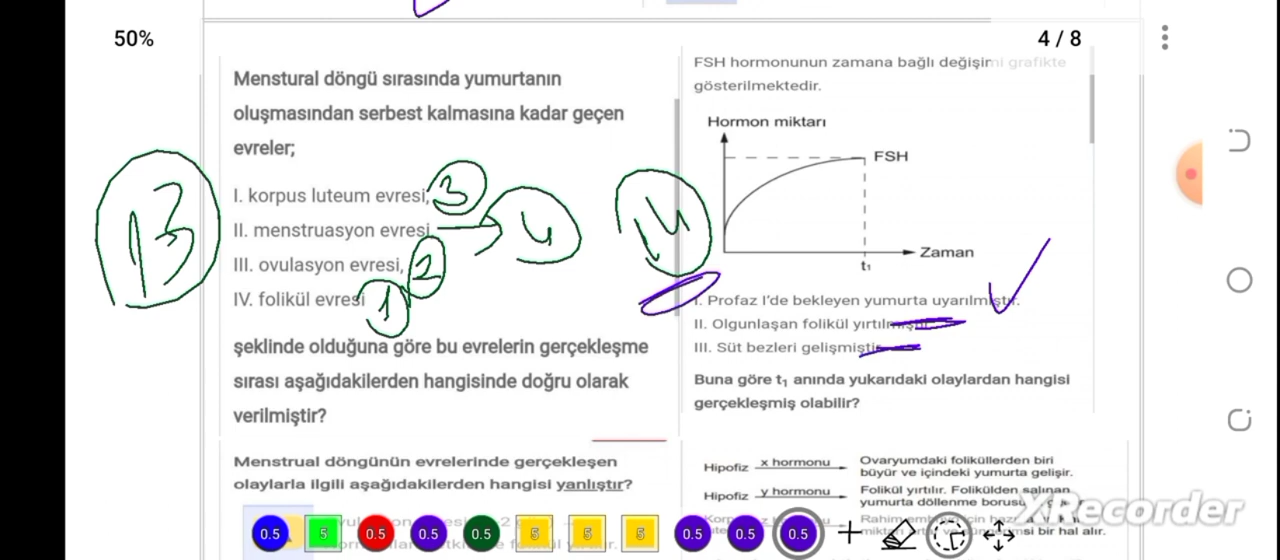 50%
4 / 8
Menstural döngü sırasında yumurtanın
oluşmasından serbest kalmasına kadar geçen
evreler;
I. korpus luteum evresi, 3
II. menstruasyon evresi 4
III. ovulasyon evresi, 2
IV. folikül evresi 1
13
şeklinde olduğuna göre bu evrelerin gerçekleşme
sırası aşağıdakilerden hangisinde doğru olarak
verilmiştir?
FSH hormonunun zamana bağlı değişimi grafikte
gösterilmektedir.
Hormon miktarı
FSH
Zaman
t₁
14
I. Profaz I'de bekleyen yumurta uyarılmıştır.
II. Olgunlaşan folikül yırtılmıştır.
III. Süt bezleri gelişmiştir.
Buna göre t₁ anında yukarıdaki olaylardan hangisi
gerçekleşmiş olabilir?
Menstrual döngünün evrelerinde gerçekleşen
olaylarla ilgili aşağıdakilerden hangisi yanlıştır?
Hipofiz x hormonu Ovaryumdaki foliküllerden biri
büyür ve içindeki yumurta gelişir.
Hipofiz y hormonu Folikül yırtılır. Folikülden salınan
yumurta döllenme borusu
XRecorder
0.5 5 0.5 0.5 0.5 5 5 5 0.5 0.5 0.5